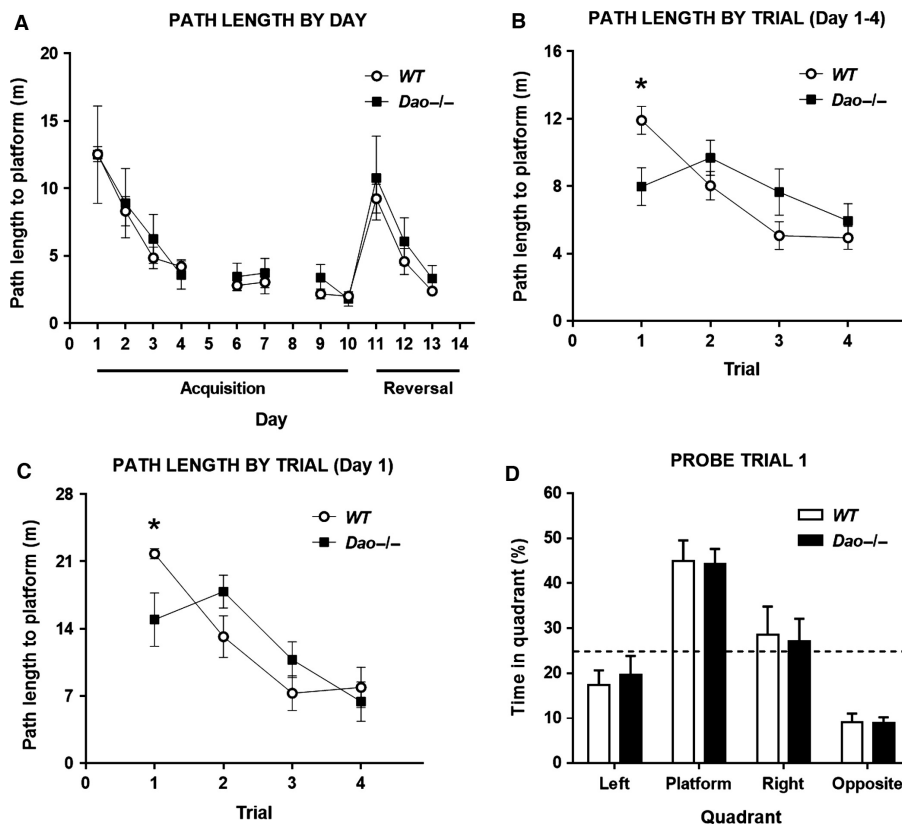 A
PATH LENGTH BY DAY
Path length to platform (m)
20
15
10
5
0
WT
Dao–/–
0 1 2 3 4 5 6 7 8 9 10 11 12 13 14
Acquisition Reversal
Day
B
PATH LENGTH BY TRIAL (Day 1-4)
Path length to platform (m)
16
12
8
4
0
*
WT
Dao–/–
0 1 2 3 4
Trial
C
PATH LENGTH BY TRIAL (Day 1)
Path length to platform (m)
28
21
14
7
0
*
WT
Dao–/–
0 1 2 3 4
Trial
D
PROBE TRIAL 1
Time in quadrant (%)
60
50
40
30
20
10
0
WT
Dao–/–
Left Platform Right Opposite
Quadrant